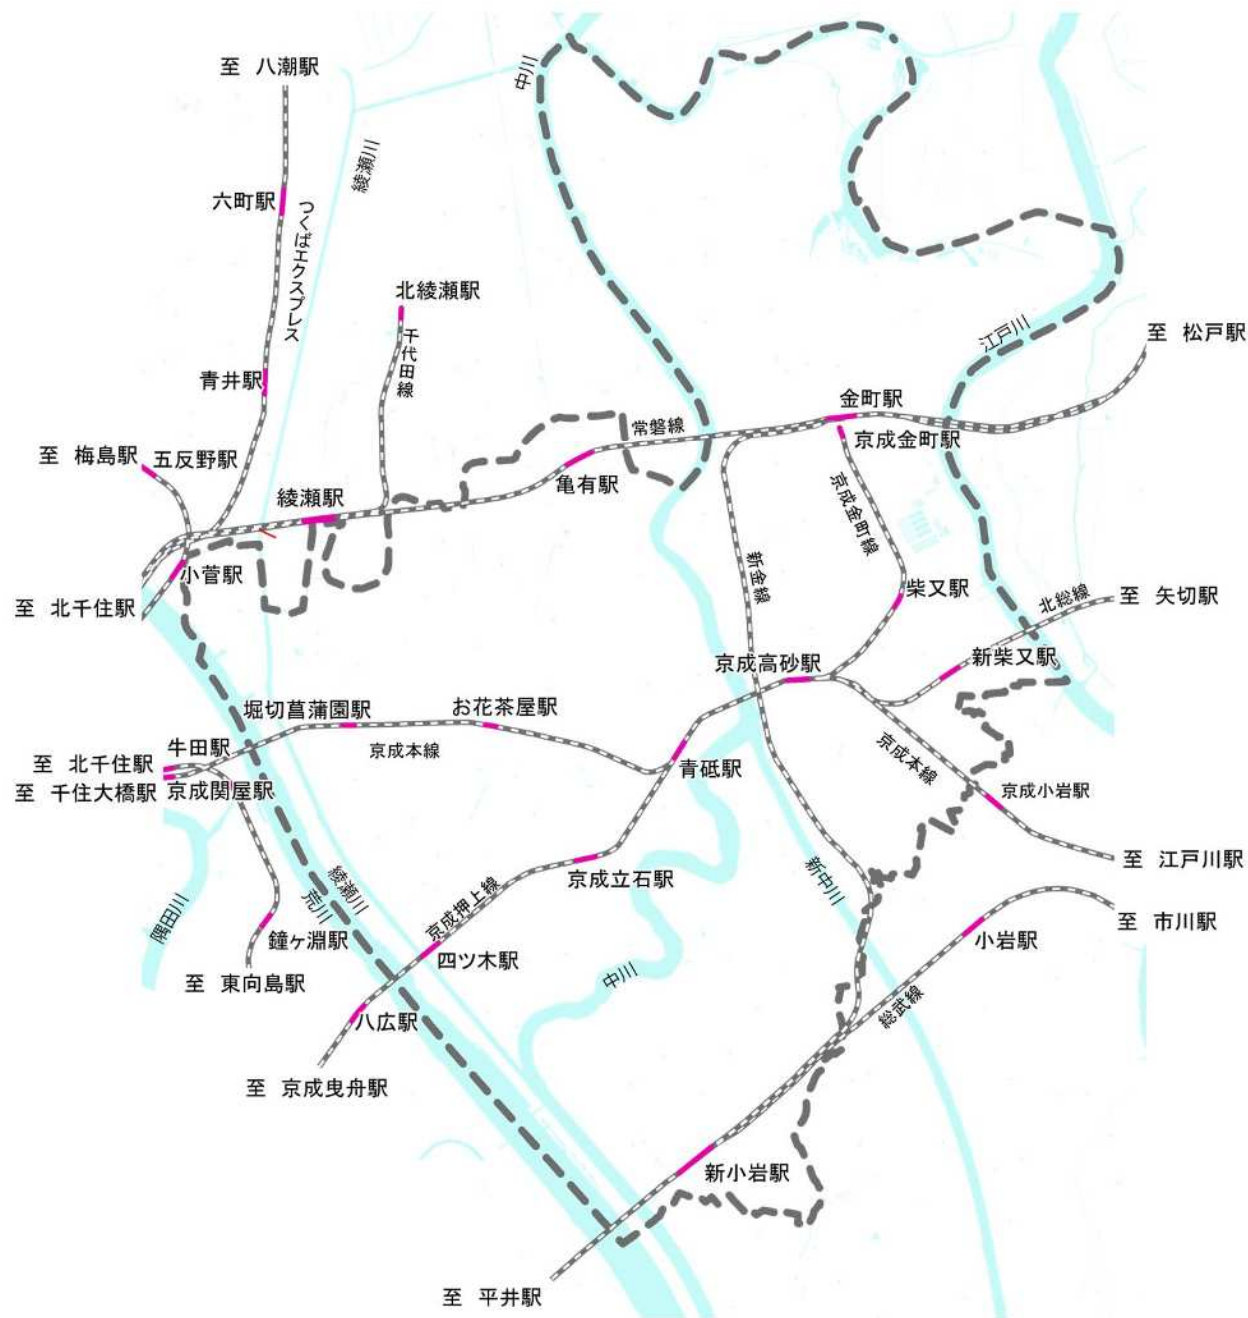 至 八潮駅
中川
綾瀬川
六町駅
つくばエクスプレス
北綾瀬駅
千代田線
江戸川
至 松戸駅
青井駅
金町駅
常磐線
京成金町駅
至 梅島駅
五反野駅
亀有駅
綾瀬駅
京成金町線
小菅駅
新金線
柴又駅
北総線
至 矢切駅
至 北千住駅
京成高砂駅
新柴又駅
堀切菖蒲園駅
お花茶屋駅
牛田駅
京成本線
京成本線
至 北千住駅
青砥駅
至 千住大橋駅
京成関屋駅
京成小岩駅
至 江戸川駅
綾瀬川
荒川
京成立石駅
新中川
隅田川
京成押上線
鐘ヶ淵駅
四ツ木駅
小岩駅
至 市川駅
至 東向島駅
中川
総武線
八広駅
至 京成曳舟駅
新小岩駅
至 平井駅